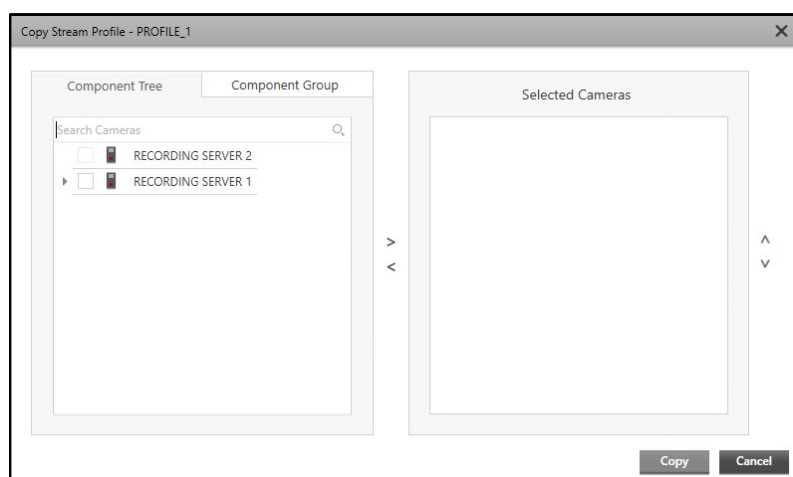 Copy Stream Profile - PROFILE_1
Component Tree
Component Group
Search Cameras
RECORDING SERVER 2
RECORDING SERVER 1
>
<
Selected Cameras
Copy
Cancel